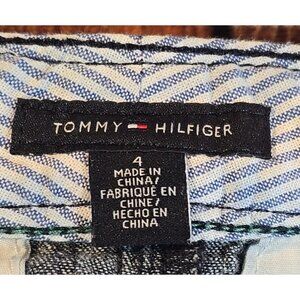 TOMMY HILFIGER
4
MADE IN
CHINA/
FABRIQUÉ EN
CHINE/
HECHO EN
CHINA